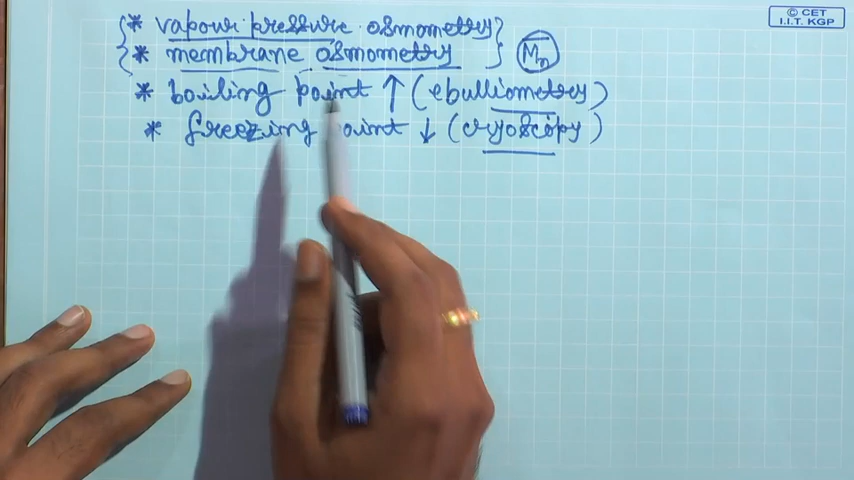 © CET
I.I.T. KGP
* vapour pressure osmometry
* membrane osmometry Mn
* boiling point ↑ (ebulliometry)
* freezing point ↓ (cryoscopy)